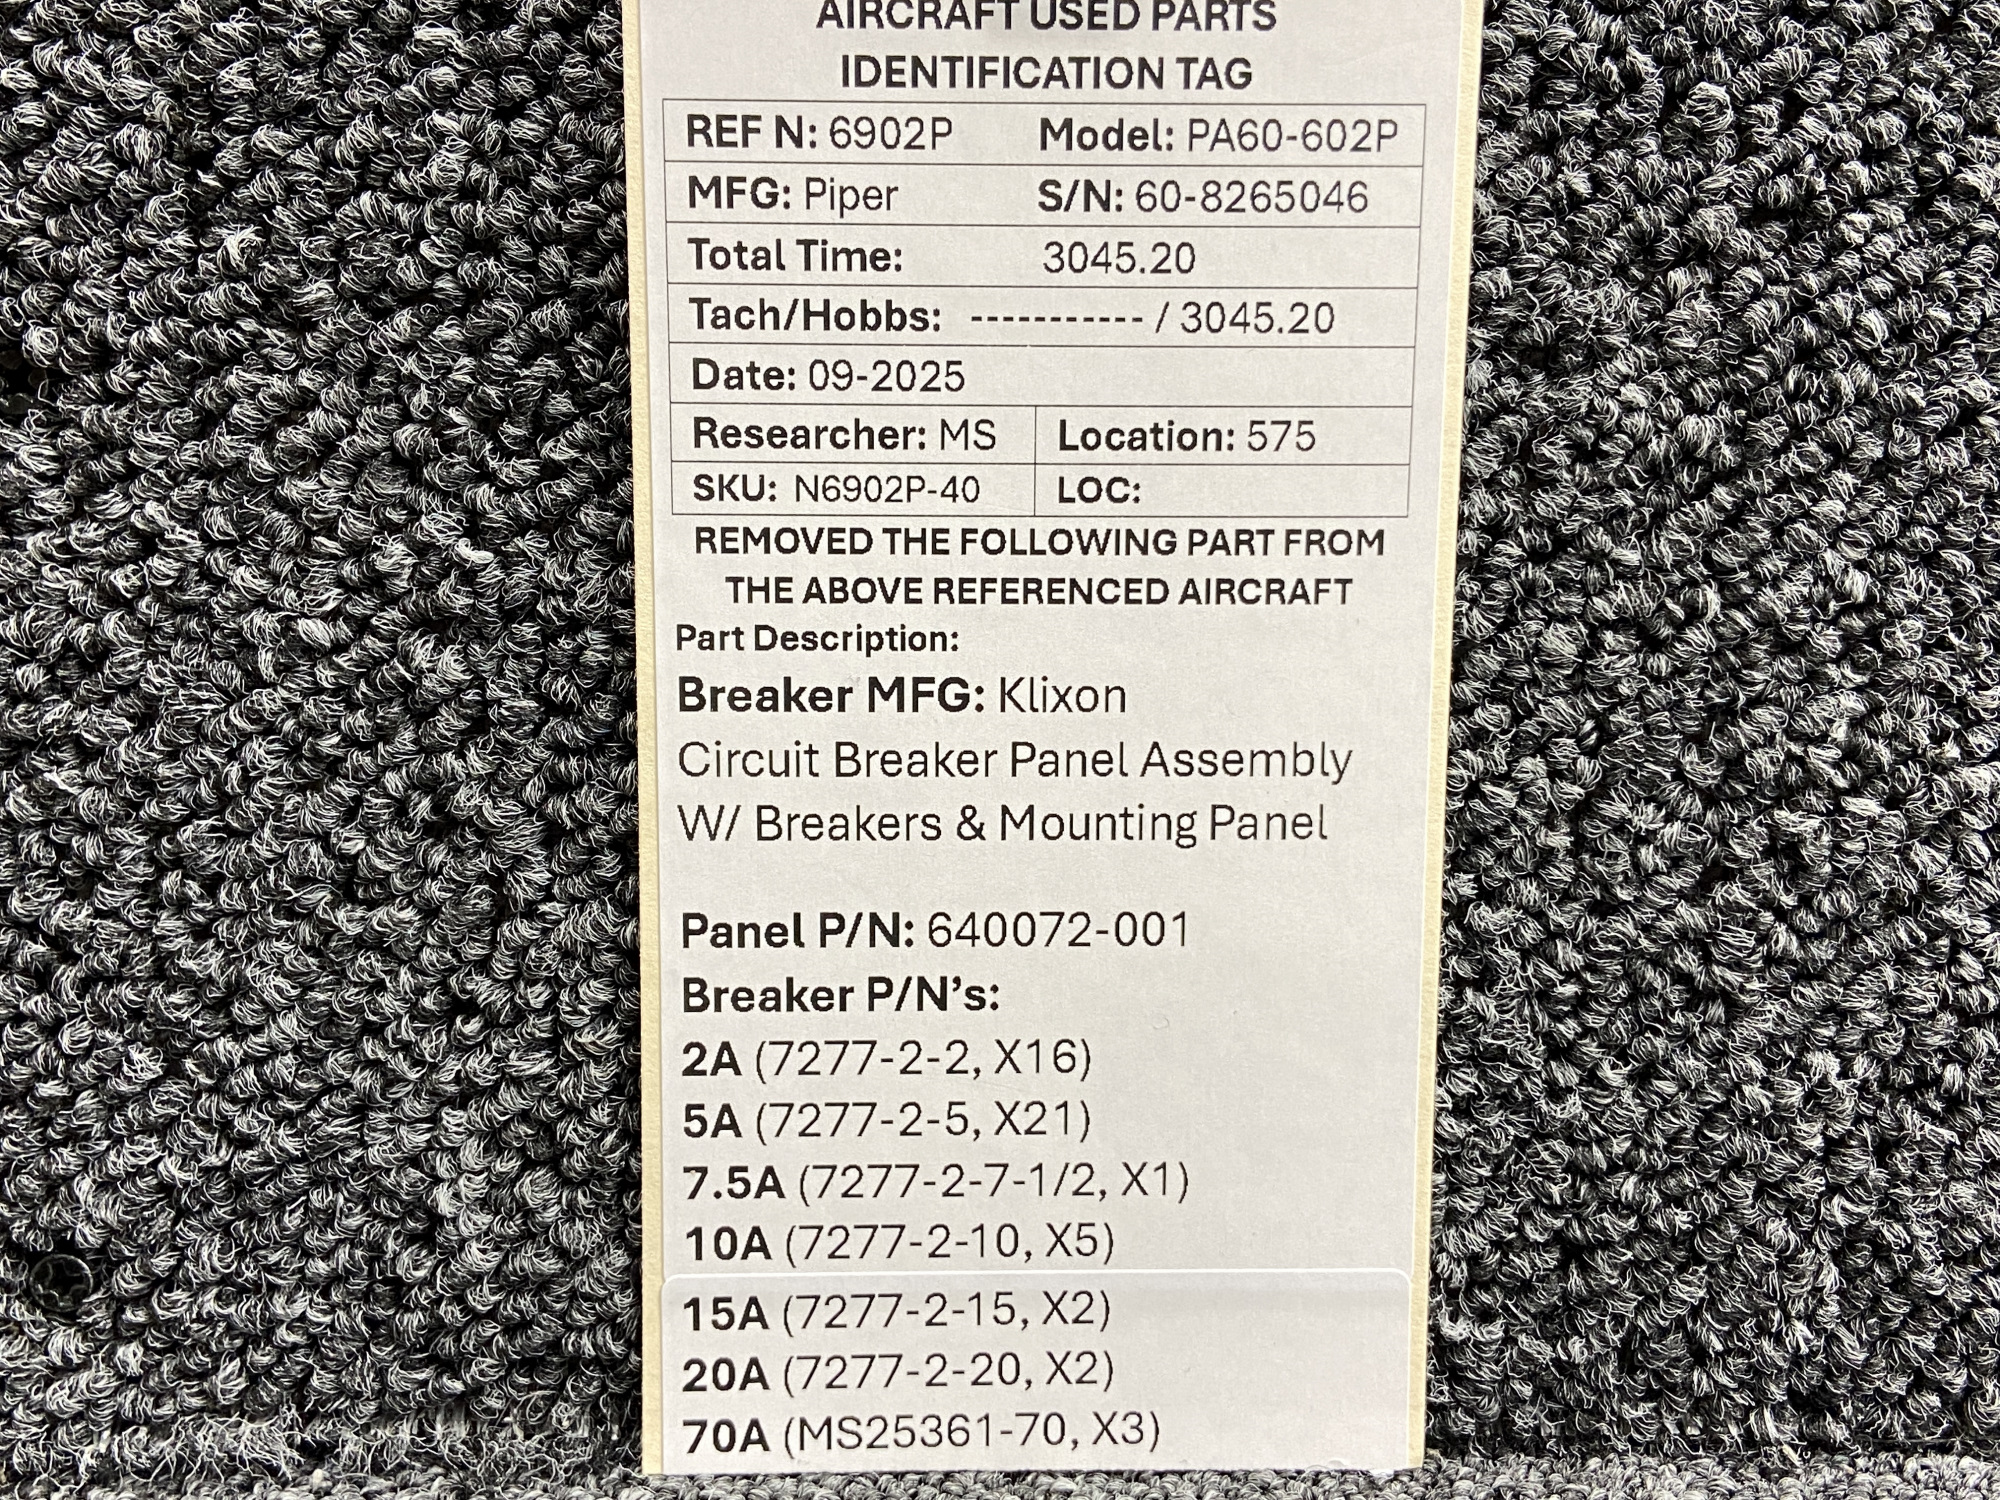 AIRCRAFT USED PARTS
IDENTIFICATION TAG
REF N: 6902P Model: PA60-602P
MFG: Piper S/N: 60-8265046
Total Time: 3045.20
Tach/Hobbs: ----------- / 3045.20
Date: 09-2025
Researcher: MS Location: 575
SKU: N6902P-40 LOC:
REMOVED THE FOLLOWING PART FROM
THE ABOVE REFERENCED AIRCRAFT
Part Description:
Breaker MFG: Klixon
Circuit Breaker Panel Assembly
W/ Breakers & Mounting Panel
Panel P/N: 640072-001
Breaker P/N's:
2A (7277-2-2, X16)
5A (7277-2-5, X21)
7.5A (7277-2-7-1/2, X1)
10A (7277-2-10, X5)
15A (7277-2-15, X2)
20A (7277-2-20, X2)
70A (MS25361-70, X3)